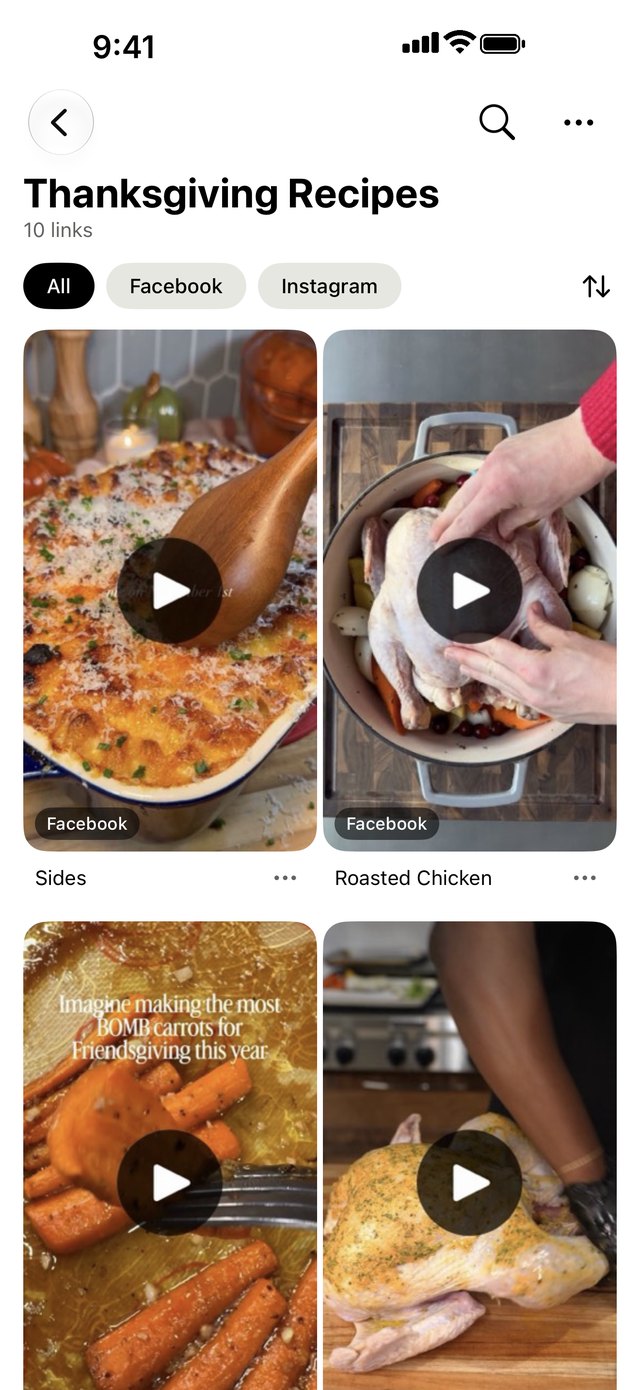 9:41
Thanksgiving Recipes
10 links
All
Facebook
Instagram
Facebook
Facebook
Sides
Roasted Chicken
Imagine making the most
BOMB carrots for
Friendsgiving this year